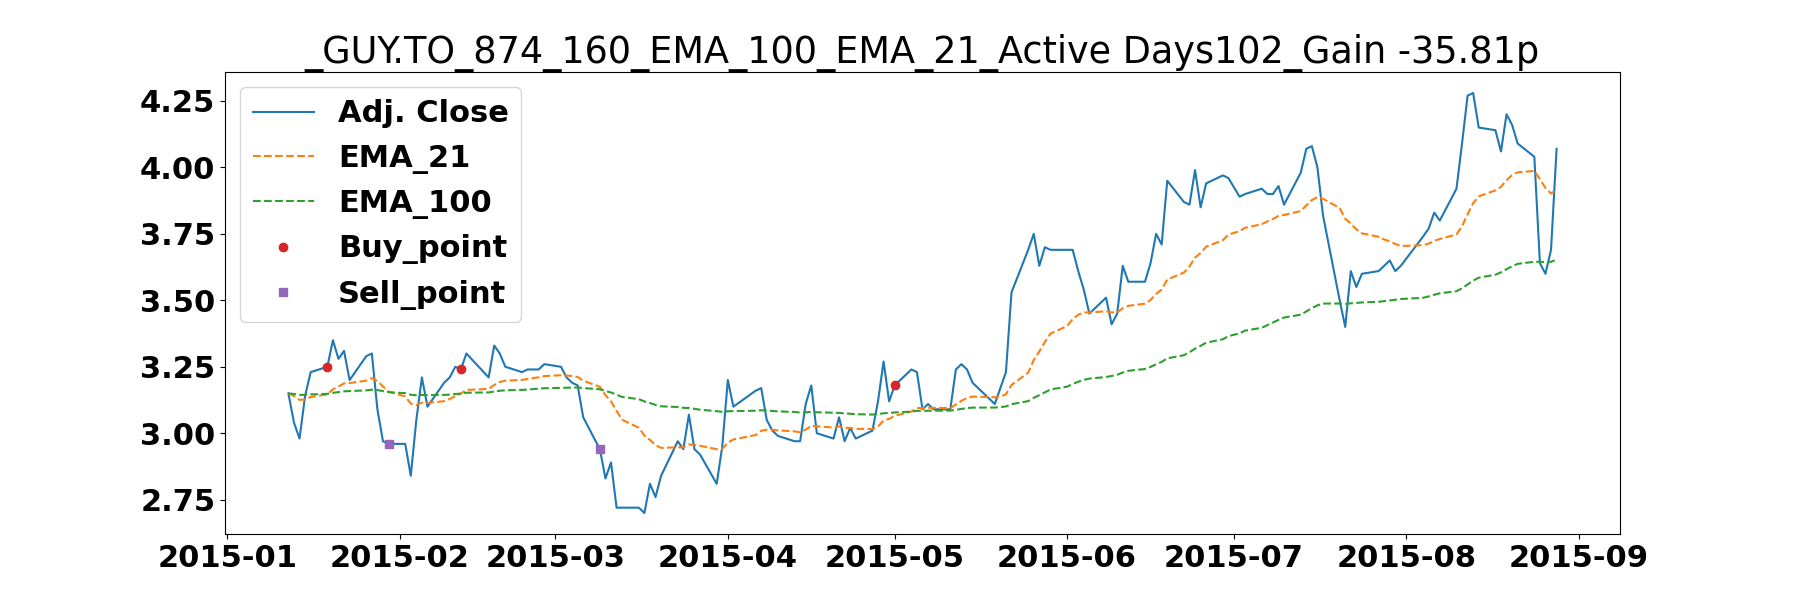 _GUY.TO_874_160_EMA_100_EMA_21_Active Days102_Gain -35.81p
Adj. Close
EMA_21
EMA_100
Buy_point
Sell_point
4.25
4.00
3.75
3.50
3.25
3.00
2.75
2015-01 2015-02 2015-03 2015-04 2015-05 2015-06 2015-07 2015-08 2015-09